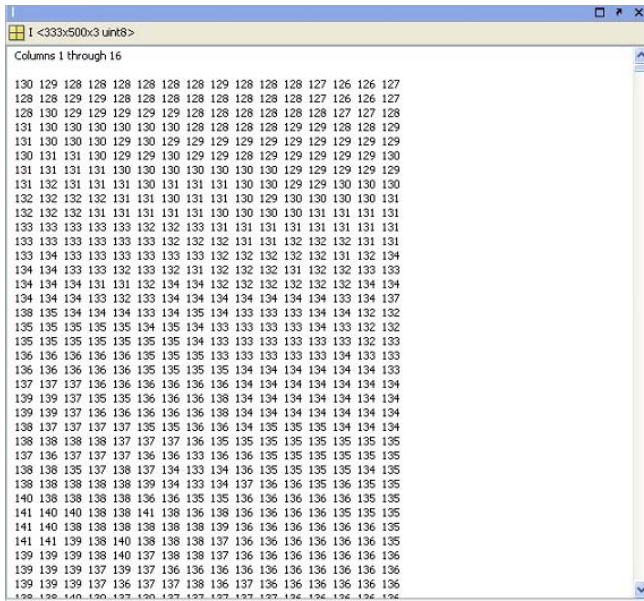 I
I <333x500x3 uint8>
Columns 1 through 16
130 129 128 128 128 128 128 128 129 128 128 128 127 126 126 127
128 128 129 129 128 128 128 128 128 128 128 128 127 126 126 127
128 130 129 129 129 129 129 128 128 128 128 128 128 127 127 128
131 130 130 130 130 130 130 128 128 128 128 129 129 128 128 129
131 130 130 130 129 130 129 129 129 128 129 129 129 129 129 129
130 131 131 130 129 129 130 129 129 128 129 129 129 129 129 130
131 131 131 131 130 130 130 130 130 130 130 129 129 129 129 129
131 132 131 131 131 130 131 131 131 130 130 129 129 130 130 130
132 132 132 132 131 131 130 131 131 130 129 130 130 130 130 131
132 132 132 131 131 131 131 131 130 130 130 130 131 131 131 131
133 133 133 133 133 132 132 133 131 131 131 131 131 131 131 131
133 133 133 133 133 133 132 132 132 131 131 132 132 132 131 131
133 134 133 133 133 133 133 133 132 132 132 132 132 131 132 134
134 134 133 133 132 133 132 131 132 132 132 131 132 132 133 133
134 134 134 131 131 132 134 134 132 132 132 132 132 132 134 134
134 134 134 133 132 133 134 134 134 134 134 134 134 133 134 137
138 135 134 134 134 133 134 135 134 133 133 133 134 134 132 132
135 135 135 135 135 134 135 134 133 133 133 133 134 133 132 132
135 135 135 135 135 135 135 134 133 133 133 133 133 133 132 133
136 136 136 136 136 135 135 135 133 133 133 133 133 134 133 133
136 136 136 136 136 135 135 135 135 134 134 134 134 134 134 133
137 137 137 136 136 136 136 136 136 134 134 134 134 134 134 134
139 139 137 135 135 136 136 136 138 134 134 134 134 134 134 134
139 139 137 136 136 136 136 136 138 134 134 134 134 134 134 134
138 137 137 137 137 135 136 136 135 135 135 135 135 134 134 134
138 138 138 138 137 137 137 136 135 135 135 135 135 135 135 135
137 136 137 136 137 136 136 133 136 136 135 135 135 135 135 135
138 138 135 137 138 137 134 133 134 136 135 135 135 135 134 135
138 138 138 138 138 139 134 133 134 137 136 136 135 136 135 135
140 138 138 138 138 136 136 135 135 136 136 136 136 136 135 135
141 140 140 138 138 141 138 136 138 136 136 136 136 135 135 135
141 140 138 138 138 138 138 138 139 136 136 136 136 136 136 135
141 141 139 138 140 138 138 138 137 136 136 136 136 136 136 135
139 139 139 138 140 137 138 138 137 136 136 136 136 136 136 136
139 139 139 137 139 137 136 136 136 136 136 136 136 136 136 136
139 139 139 137 136 137 137 138 136 137 136 136 136 136 136 136